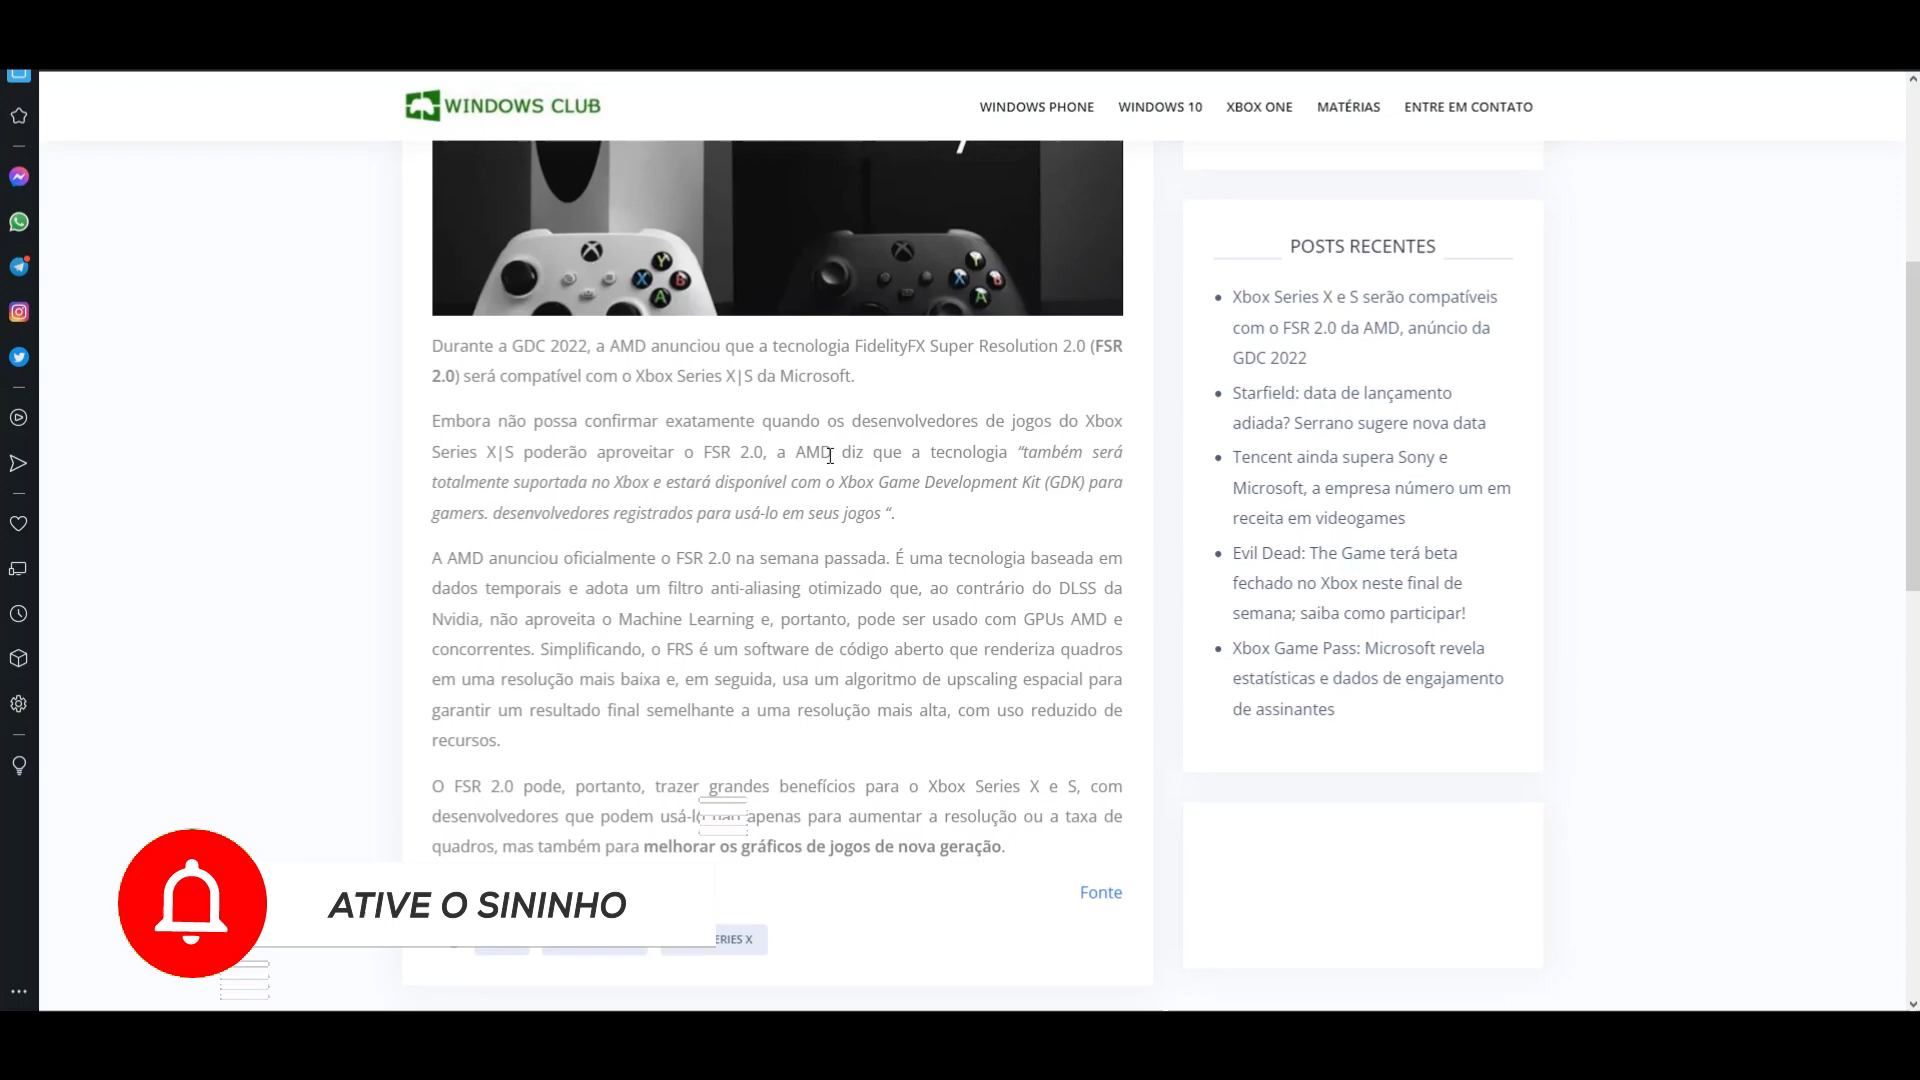 WINDOWS CLUB
WINDOWS PHONE WINDOWS 10 XBOX ONE MATÉRIAS ENTRE EM CONTATO
Y
X B
A
Y
X B
A
Durante a GDC 2022, a AMD anunciou que a tecnologia FidelityFX Super Resolution 2.0 (FSR
2.0) será compatível com o Xbox Series X|S da Microsoft.
Embora não possa confirmar exatamente quando os desenvolvedores de jogos do Xbox
Series X|S poderão aproveitar o FSR 2.0, a AMD diz que a tecnologia “também será
totalmente suportada no Xbox e estará disponível com o Xbox Game Development Kit (GDK) para
gamers. desenvolvedores registrados para usá-lo em seus jogos “.
A AMD anunciou oficialmente o FSR 2.0 na semana passada. É uma tecnologia baseada em
dados temporais e adota um filtro anti-aliasing otimizado que, ao contrário do DLSS da
Nvidia, não aproveita o Machine Learning e, portanto, pode ser usado com GPUs AMD e
concorrentes. Simplificando, o FRS é um software de código aberto que renderiza quadros
em uma resolução mais baixa e, em seguida, usa um algoritmo de upscaling espacial para
garantir um resultado final semelhante a uma resolução mais alta, com uso reduzido de
recursos.
O FSR 2.0 pode, portanto, trazer grandes benefícios para o Xbox Series X e S, com
desenvolvedores que podem usá-lo não apenas para aumentar a resolução ou a taxa de
quadros, mas também para melhorar os gráficos de jogos de nova geração.
Fonte
ERIES X
ATIVE O SININHO
POSTS RECENTES
Xbox Series X e S serão compatíveis
com o FSR 2.0 da AMD, anúncio da
GDC 2022
Starfield: data de lançamento
adiada? Serrano sugere nova data
Tencent ainda supera Sony e
Microsoft, a empresa número um em
receita em videogames
Evil Dead: The Game terá beta
fechado no Xbox neste final de
semana; saiba como participar!
Xbox Game Pass: Microsoft revela
estatísticas e dados de engajamento
de assinantes